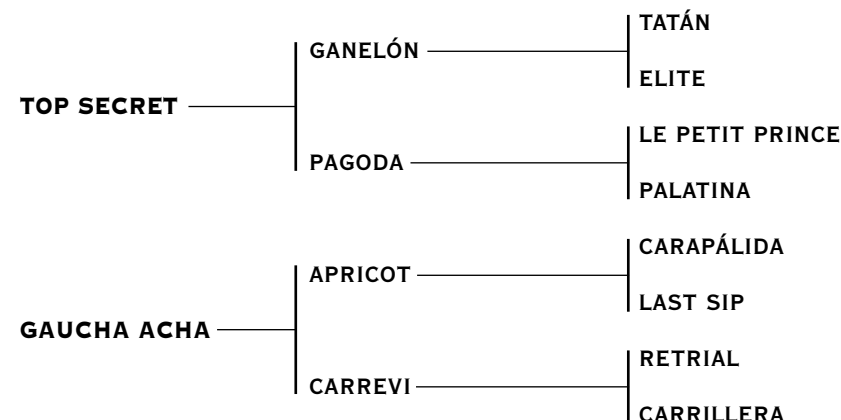 TATÁN
GANELÓN
ELITE
TOP SECRET
LE PETIT PRINCE
PAGODA
PALATINA
CARAPÁLIDA
APRICOT
LAST SIP
GAUCHA ACHA
RETRIAL
CARREVI
CARRILLERA